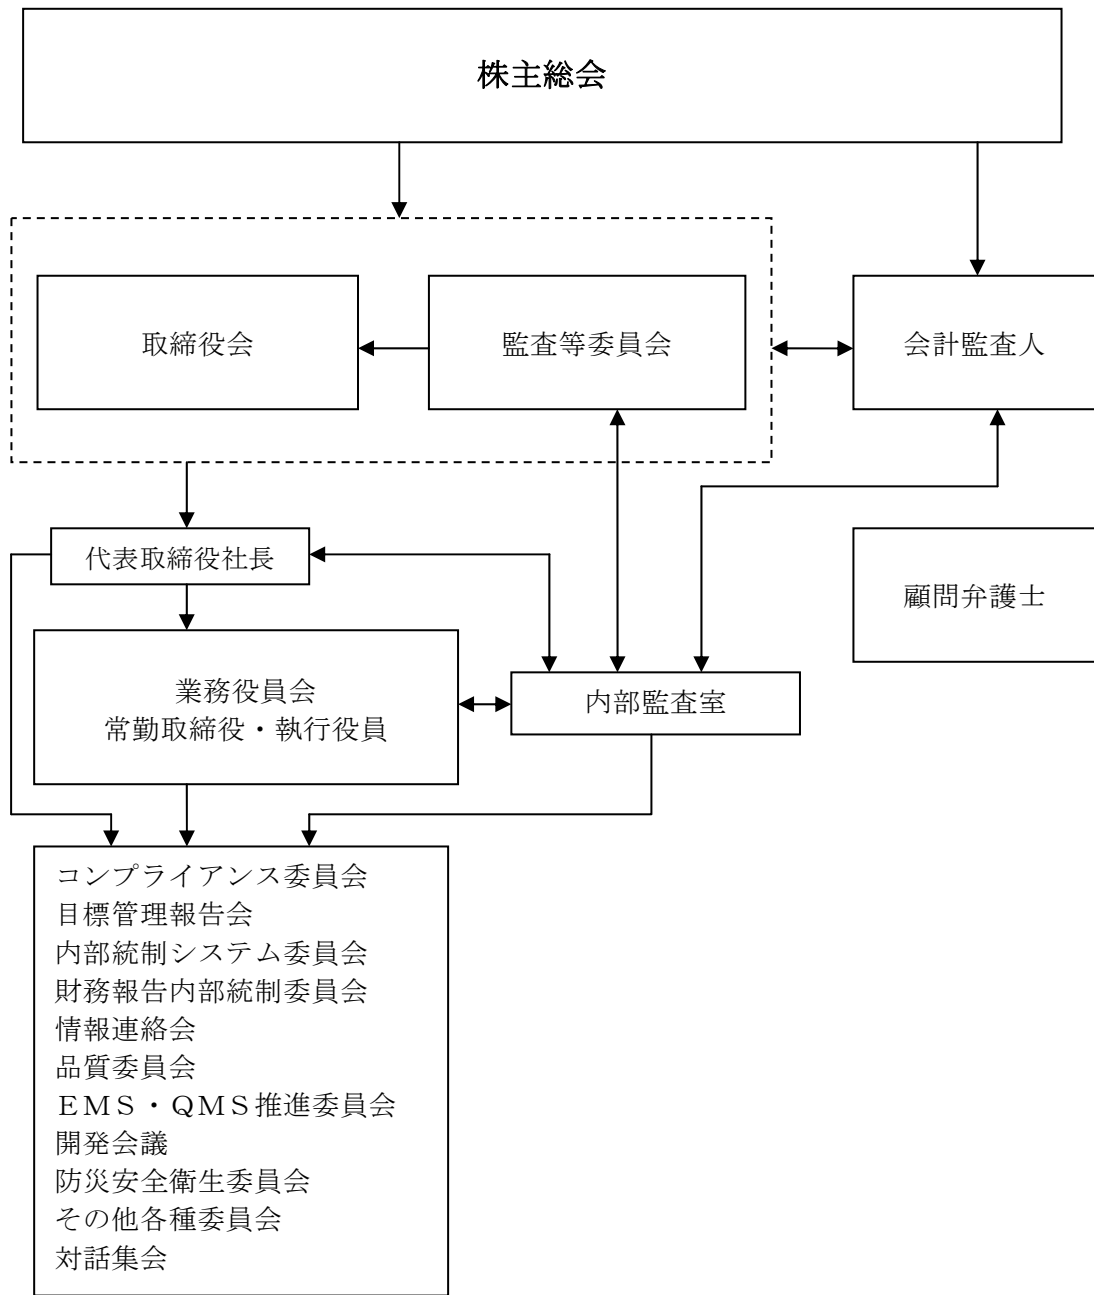 株主総会
取締役会
監査等委員会
会計監査人
代表取締役社長
顧問弁護士
業務役員会
常勤取締役・執行役員
内部監査室
コンプライアンス委員会
目標管理報告会
内部統制システム委員会
財務報告内部統制委員会
情報連絡会
品質委員会
ＥＭＳ・ＱＭＳ推進委員会
開発会議
防災安全衛生委員会
その他各種委員会
対話集会